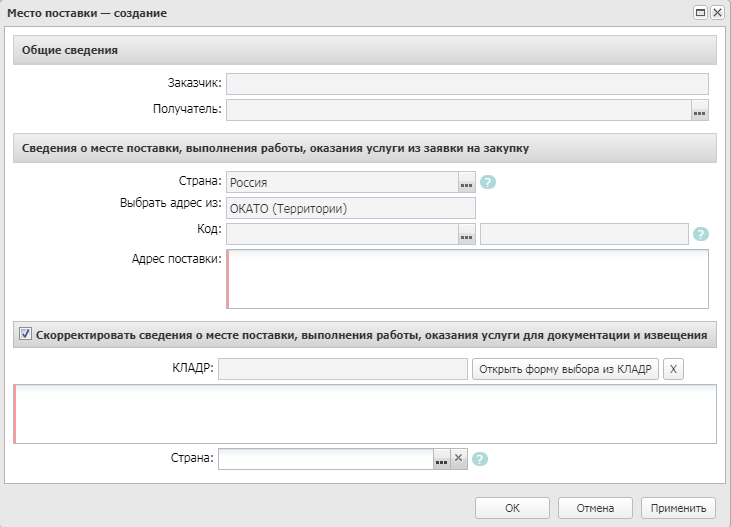 Место поставки — создание
Общие сведения
Заказчик:
Получатель: ...
Сведения о месте поставки, выполнения работы, оказания услуги из заявки на закупку
Страна: Россия ... ?
Выбрать адрес из: ОКАТО (Территории)
Код: ... ?
Адрес поставки:
Скорректировать сведения о месте поставки, выполнения работы, оказания услуги для документации и извещения
КЛАДР: Открыть форму выбора из КЛАДР X
Страна: ... ?
ОК Отмена Применить